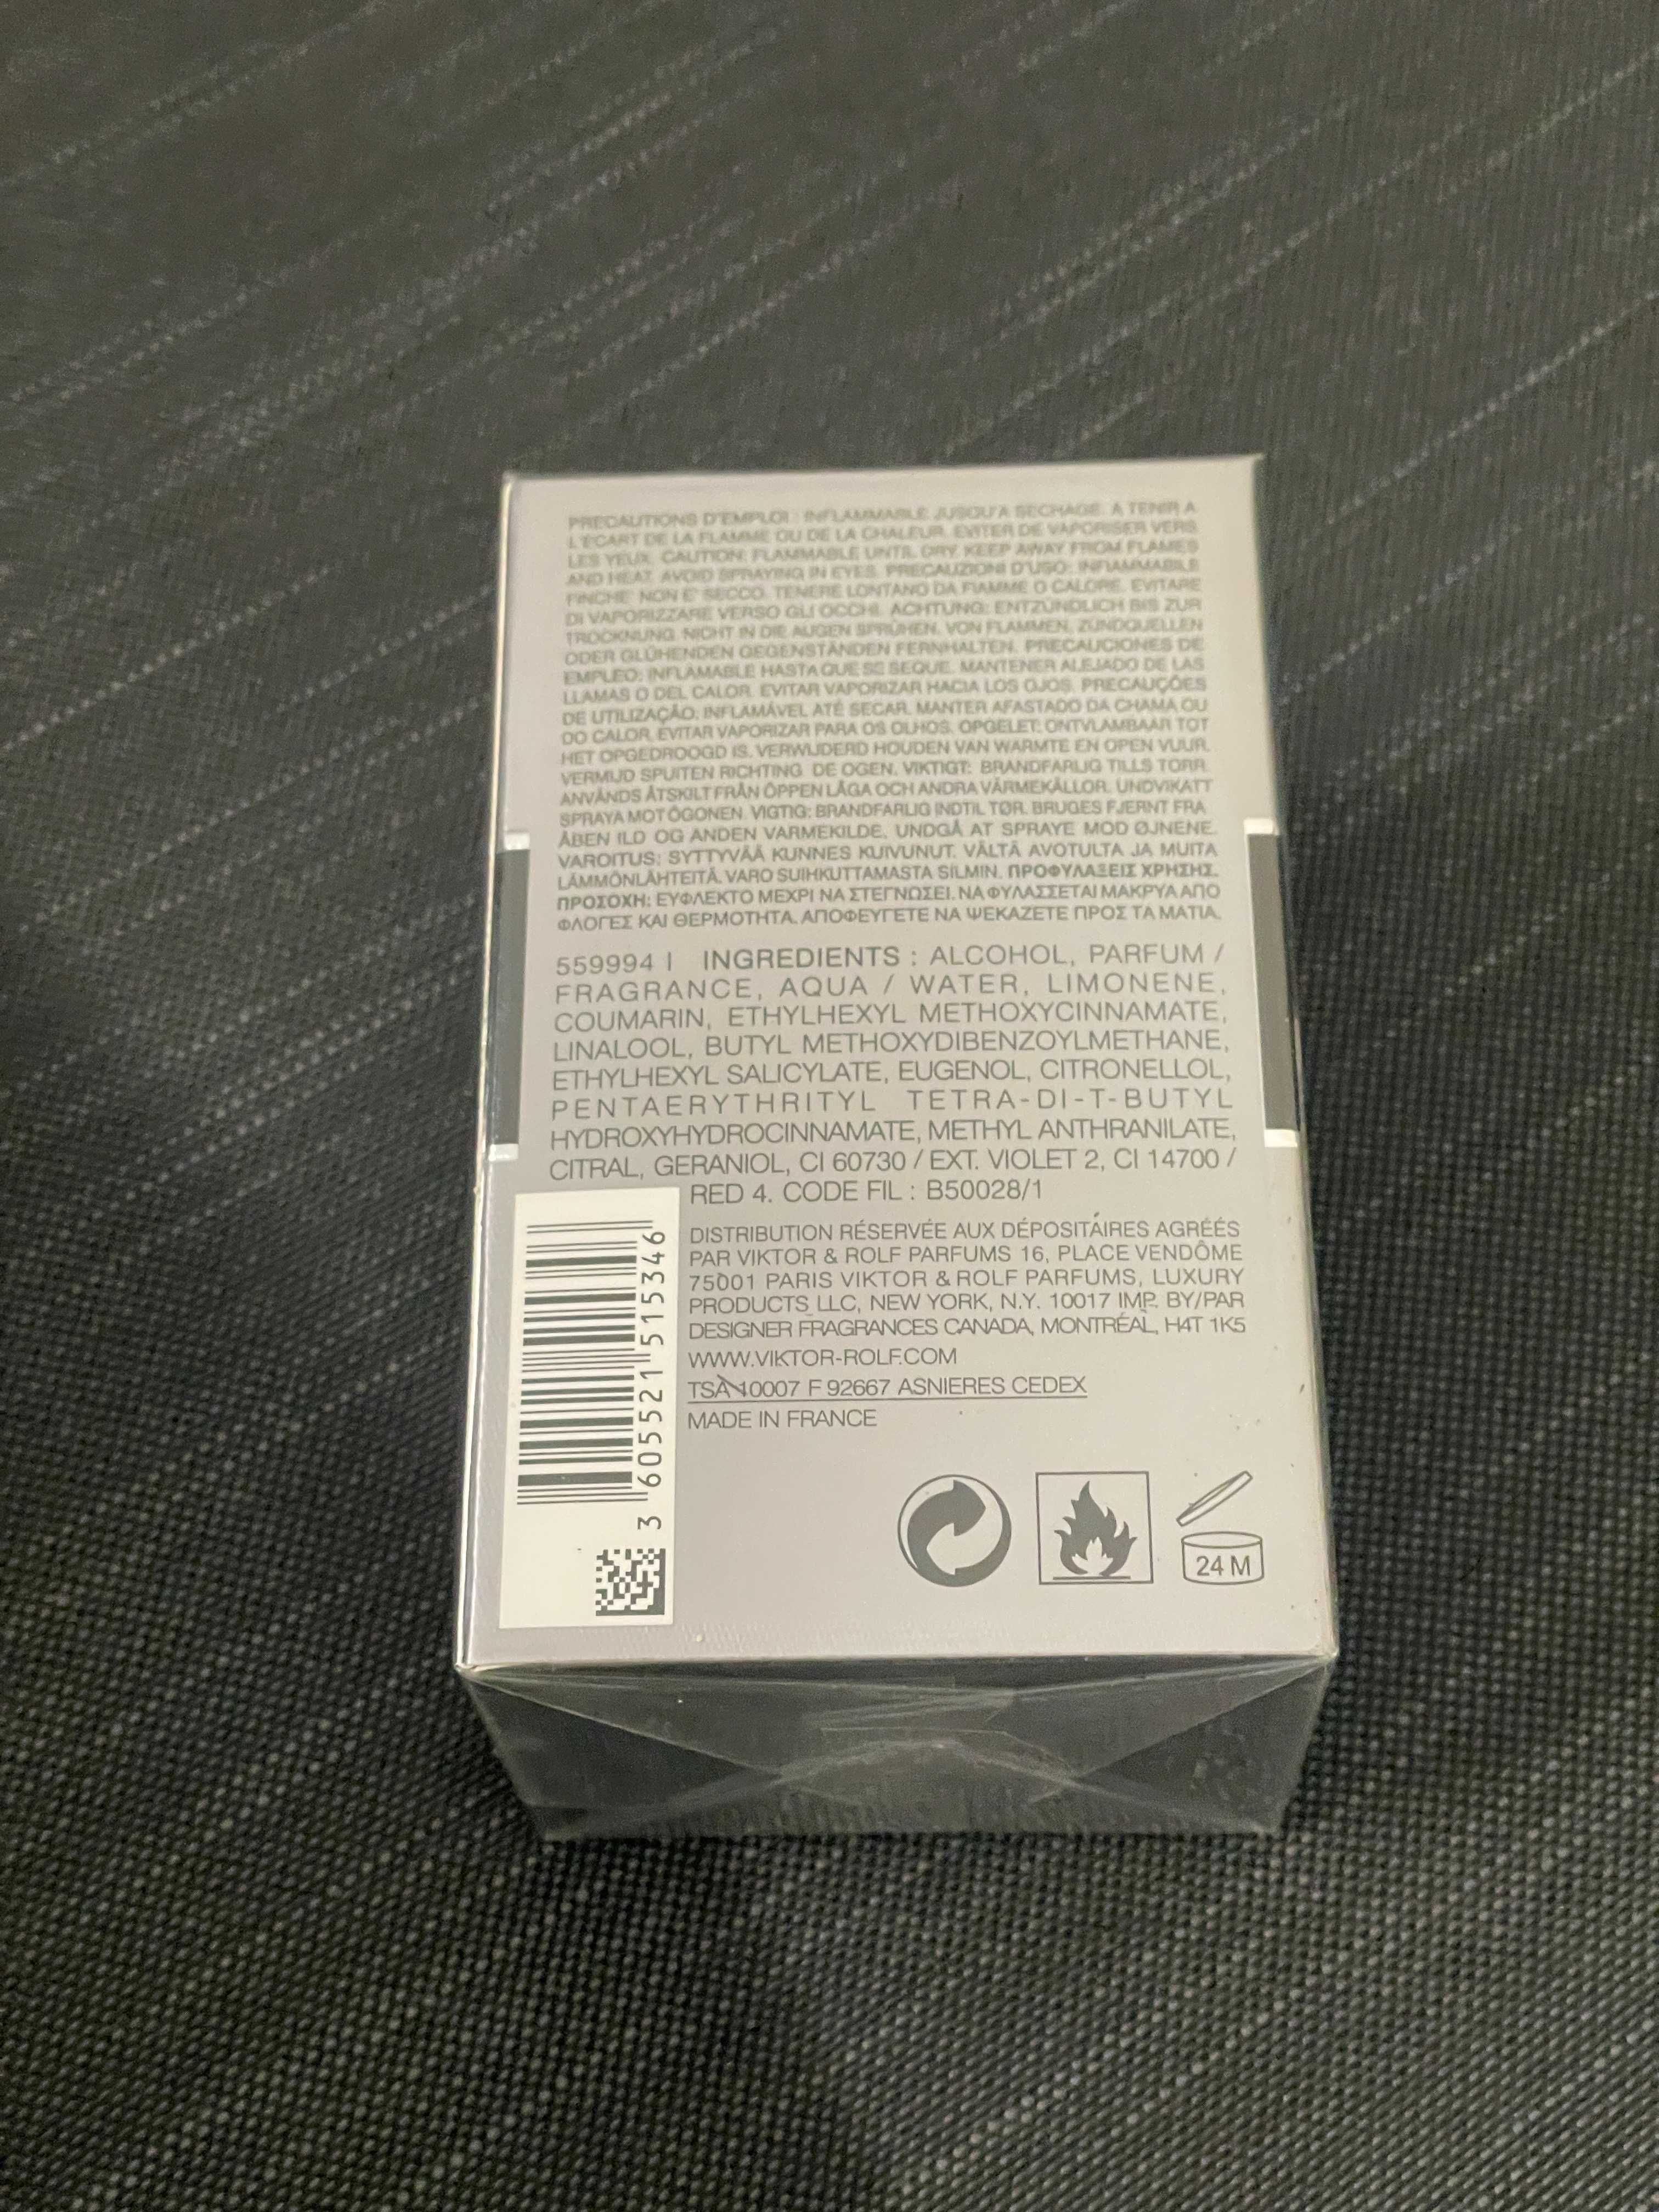 PRECAUTIONS D'EMPLOI : INFLAMMABLE JUSQU'A SECHAGE. A TENIR A
L'ECART DE LA FLAMME OU DE LA CHALEUR. EVITER DE VAPORISER VERS
LES YEUX. CAUTION: FLAMMABLE UNTIL DRY. KEEP AWAY FROM FLAMES
AND HEAT. AVOID SPRAYING IN EYES. PRECAUZIONI D'USO: INFIAMMABILE
FINCHE' NON E' SECCO. TENERE LONTANO DA FIAMME O CALORE. EVITARE
DI VAPORIZZARE VERSO GLI OCCHI. ACHTUNG: ENTZÜNDLICH BIS ZUR
TROCKNUNG. NICHT IN DIE AUGEN SPRÜHEN. VON FLAMMEN, ZÜNDQUELLEN
ODER GLÜHENDEN GEGENSTÄNDEN FERNHALTEN. PRECAUCIONES DE
EMPLEO: INFLAMABLE HASTA QUE SE SEQUE. MANTENER ALEJADO DE LAS
LLAMAS O DEL CALOR. EVITAR VAPORIZAR HACIA LOS OJOS. PRECAUÇÕES
DE UTILIZAÇÃO: INFLAMÁVEL ATÉ SECAR. MANTER AFASTADO DA CHAMA OU
DO CALOR. EVITAR VAPORIZAR PARA OS OLHOS. OPGELET: ONTVLAMBAAR TOT
HET OPGEDROOGD IS. VERWIJDERD HOUDEN VAN WARMTE EN OPEN VUUR.
VERMIJD SPUITEN RICHTING DE OGEN. VIKTIGT: BRANDFARLIG TILLS TORR.
ANVÄNDS ÅTSKILT FRÅN ÖPPEN LÅGA OCH ANDRA VÄRMEKÄLLOR. UNDVIK ATT
SPRAYA MOT ÖGONEN. VIGTIG: BRANDFARLIG INDTIL TØR. BRUGES FJERNT FRA
ÅBEN ILD OG ANDEN VARMEKILDE. UNDGÅ AT SPRAYE MOD ØJNENE.
VAROITUS: SYTTYVÄÄ KUNNES KUIVUNUT. VÄLTÄ AVOTULTA JA MUITA
LÄMMÖNLÄHTEITÄ. VARO SUIHKUTTAMASTA SILMIN. ΠΡΟΦΥΛΑΞΕΙΣ ΧΡΗΣΗΣ.
ΠΡΟΣΟΧΗ: ΕΥΦΛΕΚΤΟ ΜΕΧΡΙ ΝΑ ΣΤΕΓΝΩΣΕΙ. ΝΑ ΦΥΛΑΣΣΕΤΑΙ ΜΑΚΡΥΑ ΑΠΟ
ΦΛΟΓΕΣ ΚΑΙ ΘΕΡΜΟΤΗΤΑ. ΑΠΟΦΕΥΓΕΤΕ ΝΑ ΨΕΚΑΖΕΤΕ ΠΡΟΣ ΤΑ ΜΑΤΙΑ.
559994 I INGREDIENTS : ALCOHOL, PARFUM /
FRAGRANCE, AQUA / WATER, LIMONENE,
COUMARIN, ETHYLHEXYL METHOXYCINNAMATE,
LINALOOL, BUTYL METHOXYDIBENZOYLMETHANE,
ETHYLHEXYL SALICYLATE, EUGENOL, CITRONELLOL,
PENTAERYTHRITYL TETRA-DI-T-BUTYL
HYDROXYHYDROCINNAMATE, METHYL ANTHRANILATE,
CITRAL, GERANIOL, CI 60730 / EXT. VIOLET 2, CI 14700 /
RED 4. CODE FIL : B50028/1
DISTRIBUTION RÉSERVÉE AUX DÉPOSITAIRES AGRÉÉS
PAR VIKTOR & ROLF PARFUMS 16, PLACE VENDÔME
75001 PARIS VIKTOR & ROLF PARFUMS, LUXURY
PRODUCTS LLC, NEW YORK, N.Y. 10017 IMP. BY/PAR
DESIGNER FRAGRANCES CANADA, MONTRÉAL, H4T 1K5
WWW.VIKTOR-ROLF.COM
TSA 10007 F 92667 ASNIERES CEDEX
MADE IN FRANCE
3 605521 515346
24 M